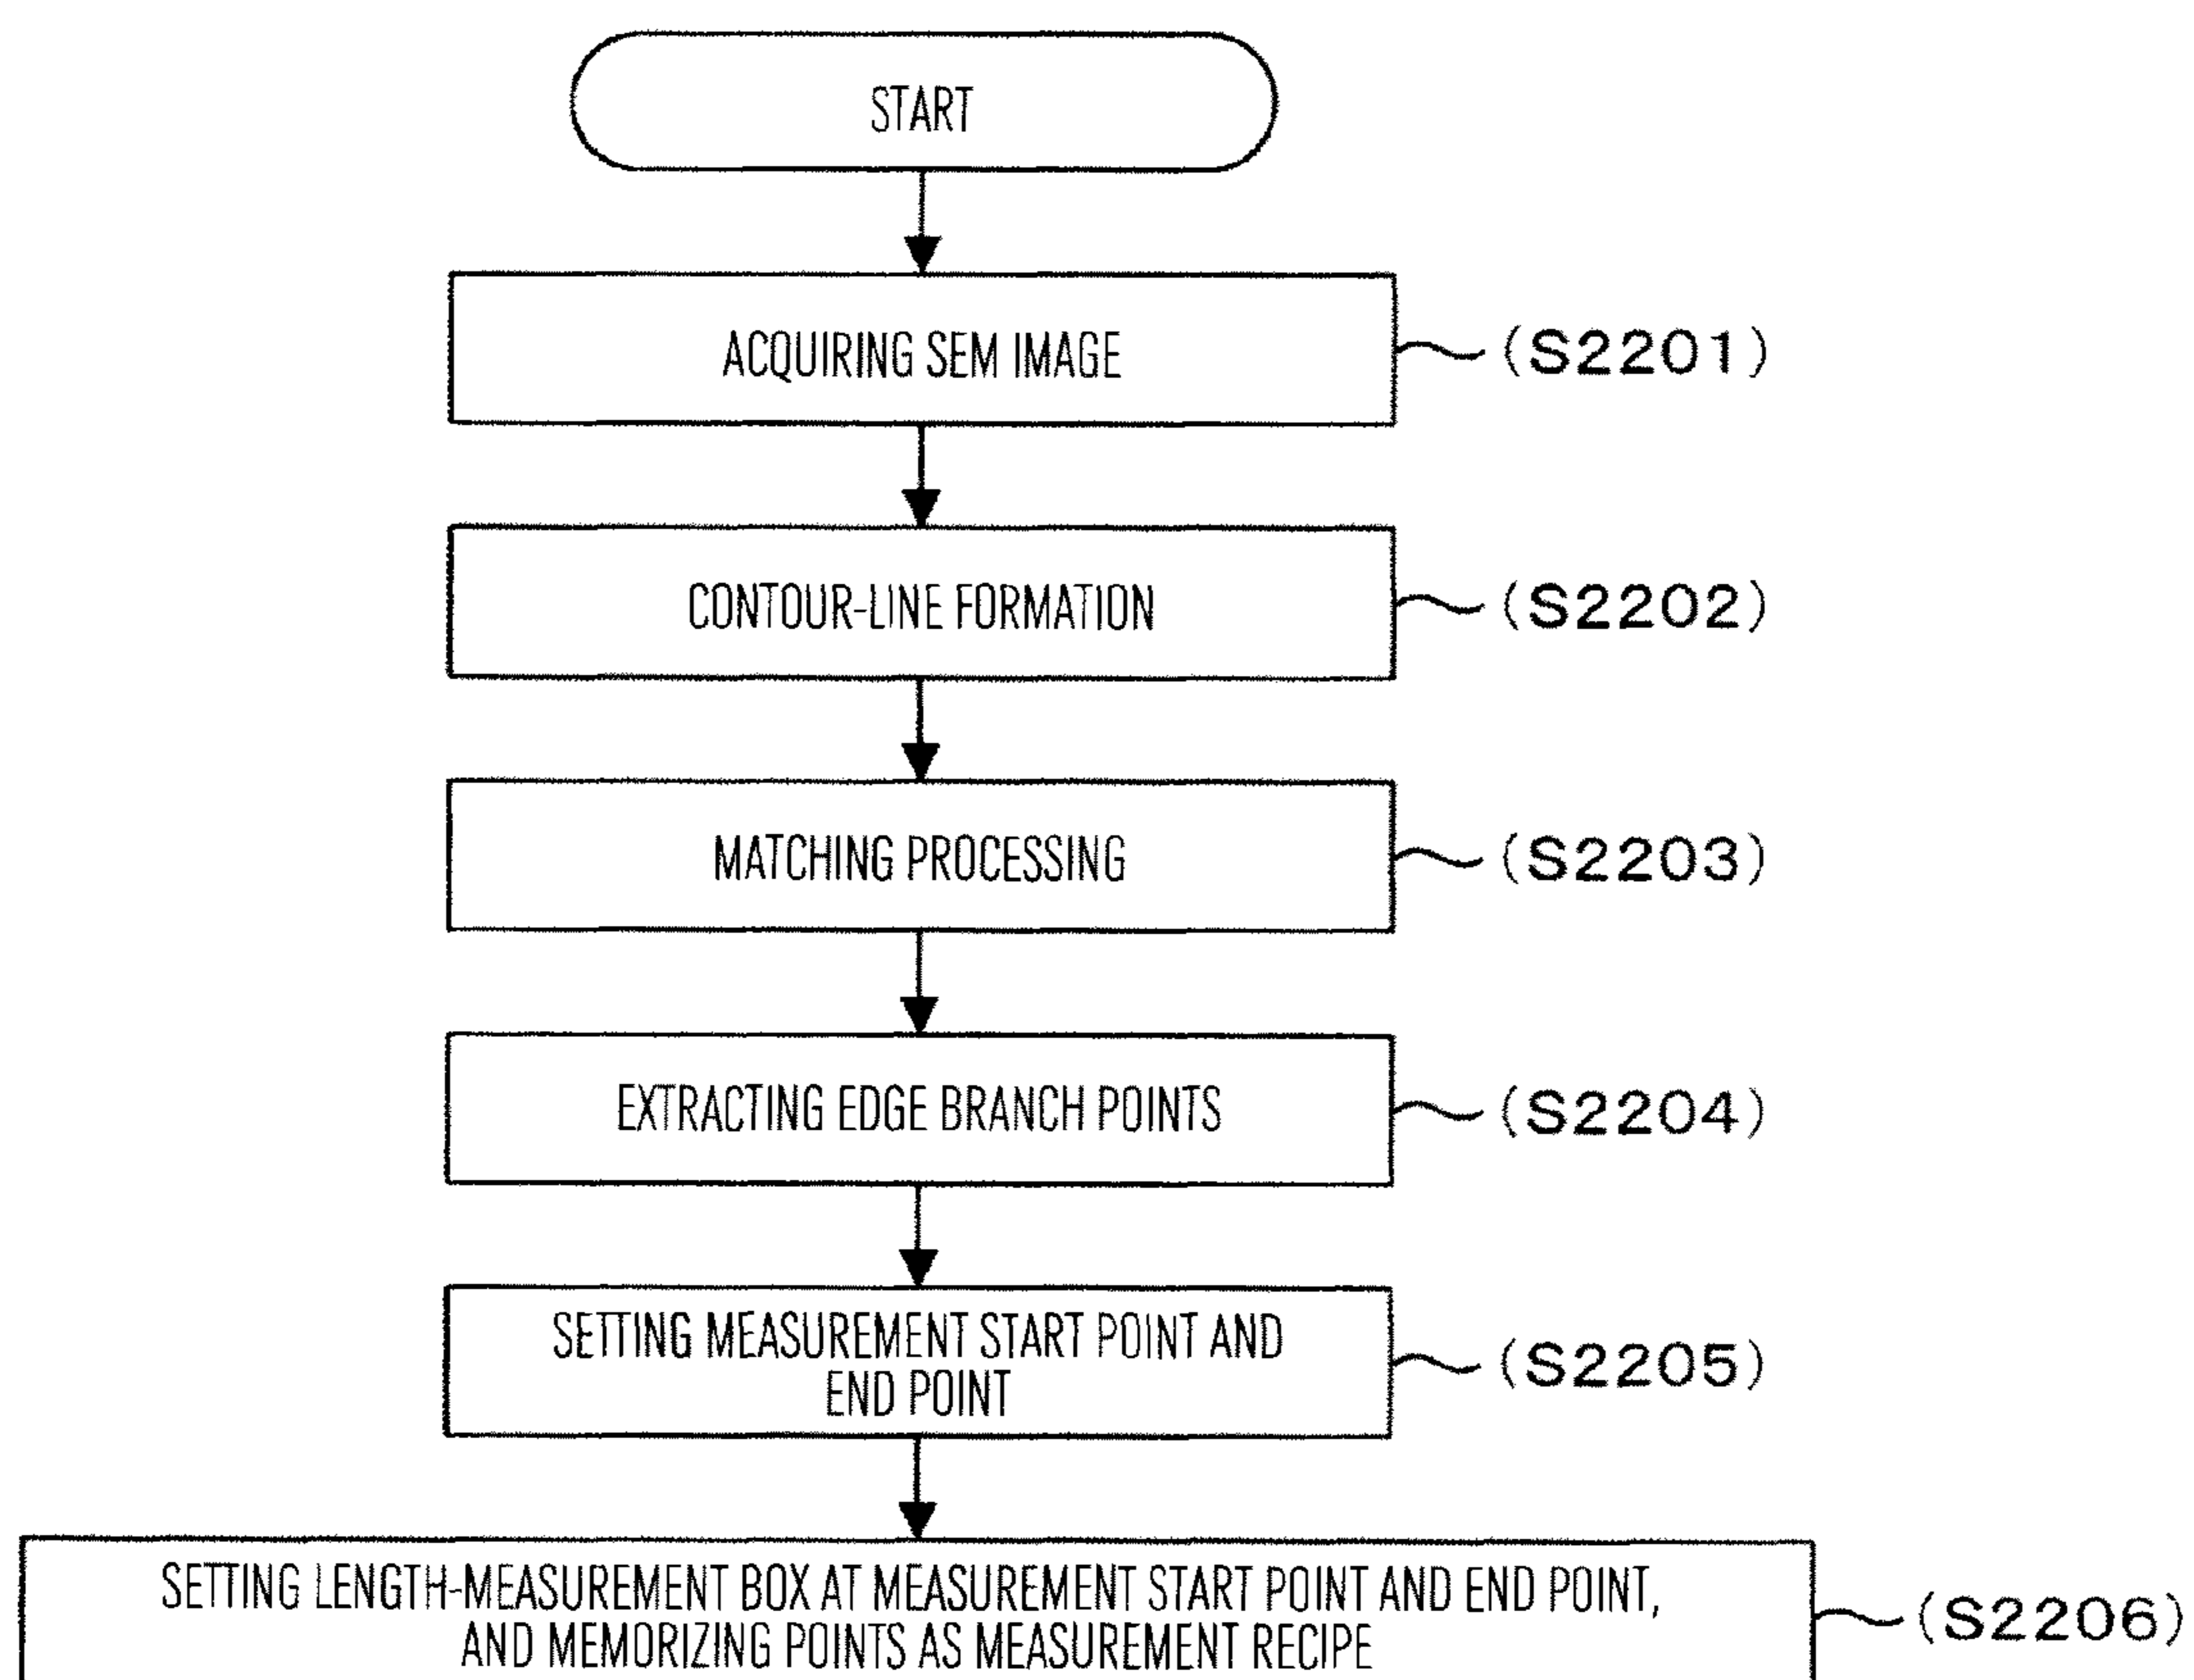 START
ACQUIRING SEM IMAGE
(S2201)
CONTOUR-LINE FORMATION
(S2202)
MATCHING PROCESSING
(S2203)
EXTRACTING EDGE BRANCH POINTS
(S2204)
SETTING MEASUREMENT START POINT AND
END POINT
(S2205)
SETTING LENGTH-MEASUREMENT BOX AT MEASUREMENT START POINT AND END POINT,
AND MEMORIZING POINTS AS MEASUREMENT RECIPE
(S2206)